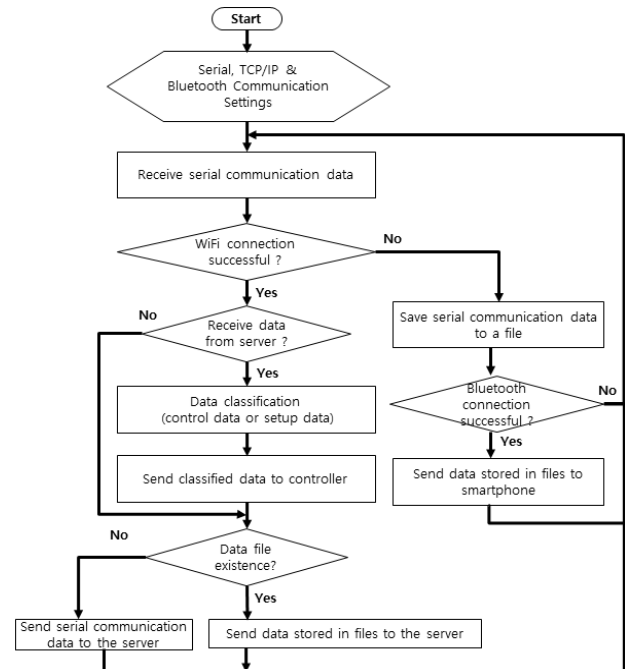 Start
Serial, TCP/IP &
Bluetooth Communication
Settings
Receive serial communication data
WiFi connection
successful ?
No
Yes
No
Receive data
from server ?
Save serial communication data
to a file
Yes
Data classification
(control data or setup data)
Bluetooth
connection
successful ?
No
Yes
Send classified data to controller
Send data stored in files to
smartphone
No
Data file
existence?
Yes
Send serial communication
data to the server
Send data stored in files to the server